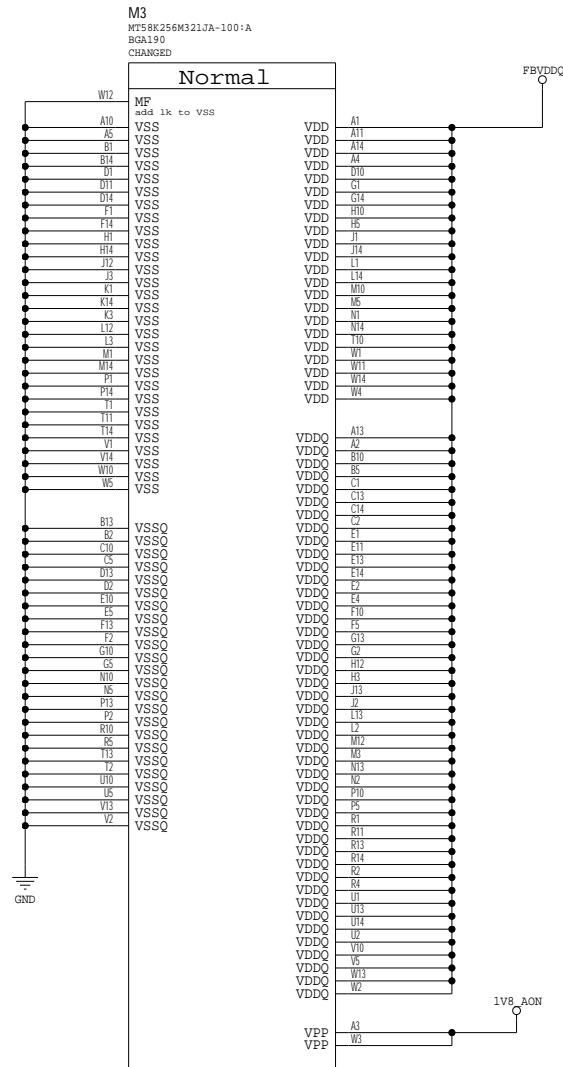 M3
MT58K256M321JA-100:A
BGA190
CHANGED
Normal
FBVDDQ
W12 MF
add 1k to VSS
A10 VSS VDD A1
A5 VSS VDD A11
B1 VSS VDD A14
B14 VSS VDD A4
D1 VSS VDD D10
D11 VSS VDD G1
D14 VSS VDD G14
F1 VSS VDD H10
F14 VSS VDD H5
H1 VSS VDD J1
H14 VSS VDD J14
J12 VSS VDD L1
J3 VSS VDD L14
K1 VSS VDD M10
K14 VSS VDD M5
K3 VSS VDD N1
L12 VSS VDD N14
L3 VSS VDD T10
M1 VSS VDD W1
M14 VSS VDD W11
P1 VSS VDD W14
P14 VSS VDD W4
T1 VSS
T11 VSS
T14 VSS VDDQ A13
V1 VSS VDDQ A2
V14 VSS VDDQ B10
W10 VSS VDDQ B5
W5 VSS VDDQ C1
VDDQ C13
VDDQ C14
B13 VSSQ VDDQ C2
B2 VSSQ VDDQ E1
C10 VSSQ VDDQ E11
C5 VSSQ VDDQ E13
D13 VSSQ VDDQ E14
D2 VSSQ VDDQ E2
E10 VSSQ VDDQ E4
E5 VSSQ VDDQ F10
F13 VSSQ VDDQ F5
F2 VSSQ VDDQ G13
G10 VSSQ VDDQ G2
G5 VSSQ VDDQ H12
N10 VSSQ VDDQ H3
N5 VSSQ VDDQ J13
P13 VSSQ VDDQ J2
P2 VSSQ VDDQ L13
R10 VSSQ VDDQ L2
R5 VSSQ VDDQ M12
T13 VSSQ VDDQ M3
T2 VSSQ VDDQ N13
U10 VSSQ VDDQ N2
U5 VSSQ VDDQ P10
V13 VSSQ VDDQ P5
V2 VSSQ VDDQ R1
VDDQ R11
VDDQ R13
VDDQ R14
VDDQ R2
VDDQ R4
GND VDDQ U1
VDDQ U13
VDDQ U14
VDDQ U2
VDDQ V10
VDDQ V5
VDDQ W13
VDDQ W2
1V8_AON
VPP A3
VPP W3